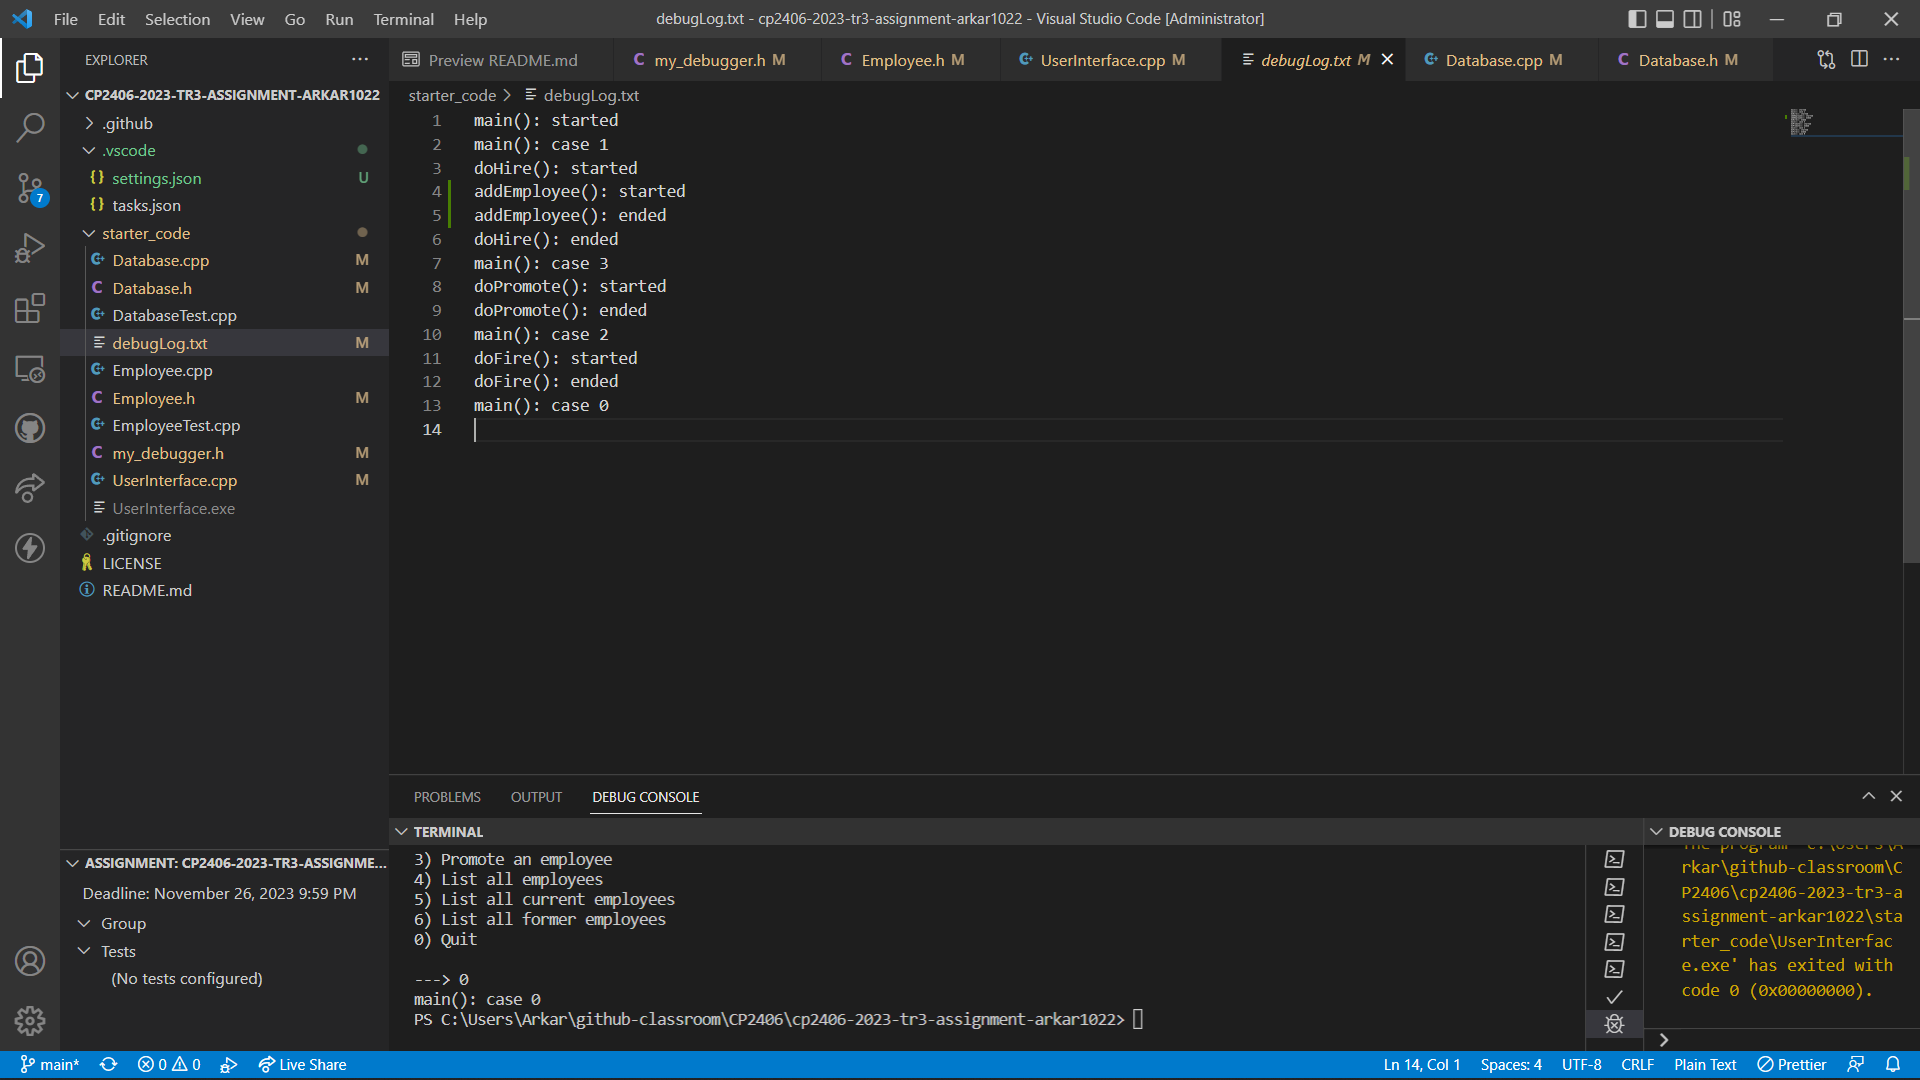 File Edit Selection View Go Run Terminal Help
debugLog.txt - cp2406-2023-tr3-assignment-arkar1022 - Visual Studio Code [Administrator]
EXPLORER
CP2406-2023-TR3-ASSIGNMENT-ARKAR1022
.github
.vscode
settings.json U
tasks.json
starter_code
Database.cpp M
Database.h M
DatabaseTest.cpp
debugLog.txt M
Employee.cpp
Employee.h M
EmployeeTest.cpp
my_debugger.h M
UserInterface.cpp M
UserInterface.exe
.gitignore
LICENSE
README.md
7
ASSIGNMENT: CP2406-2023-TR3-ASSIGNME...
Deadline: November 26, 2023 9:59 PM
Group
Tests
(No tests configured)
Preview README.md
my_debugger.h M
Employee.h M
UserInterface.cpp M
debugLog.txt M
Database.cpp M
Database.h M
starter_code > debugLog.txt
1 main(): started
2 main(): case 1
3 doHire(): started
4 addEmployee(): started
5 addEmployee(): ended
6 doHire(): ended
7 main(): case 3
8 doPromote(): started
9 doPromote(): ended
10 main(): case 2
11 doFire(): started
12 doFire(): ended
13 main(): case 0
14
PROBLEMS OUTPUT DEBUG CONSOLE
TERMINAL
3) Promote an employee
4) List all employees
5) List all current employees
6) List all former employees
0) Quit
---> 0
main(): case 0
PS C:\Users\Arkar\github-classroom\CP2406\cp2406-2023-tr3-assignment-arkar1022>
DEBUG CONSOLE
The program 'C:\Users\A
rkar\github-classroom\C
P2406\cp2406-2023-tr3-a
ssignment-arkar1022\sta
rter_code\UserInterfac
e.exe' has exited with
code 0 (0x00000000).
main* 0 0 Live Share
Ln 14, Col 1 Spaces: 4 UTF-8 CRLF Plain Text Prettier